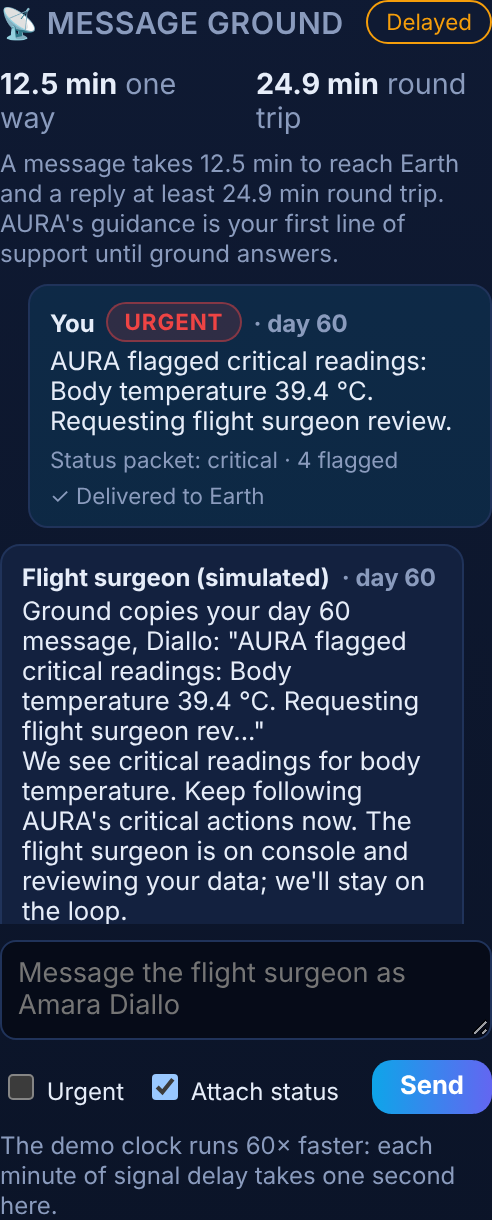 MESSAGE GROUND Delayed
12.5 min one way 24.9 min round trip
A message takes 12.5 min to reach Earth
and a reply at least 24.9 min round trip.
AURA's guidance is your first line of
support until ground answers.
You URGENT · day 60
AURA flagged critical readings:
Body temperature 39.4 °C.
Requesting flight surgeon review.
Status packet: critical · 4 flagged
✓ Delivered to Earth
Flight surgeon (simulated) · day 60
Ground copies your day 60
message, Diallo: "AURA flagged
critical readings: Body
temperature 39.4 °C. Requesting
flight surgeon rev..."
We see critical readings for body
temperature. Keep following
AURA's critical actions now. The
flight surgeon is on console and
reviewing your data; we'll stay on
the loop.
Message the flight surgeon as
Amara Diallo
Urgent Attach status Send
The demo clock runs 60× faster: each
minute of signal delay takes one second
here.